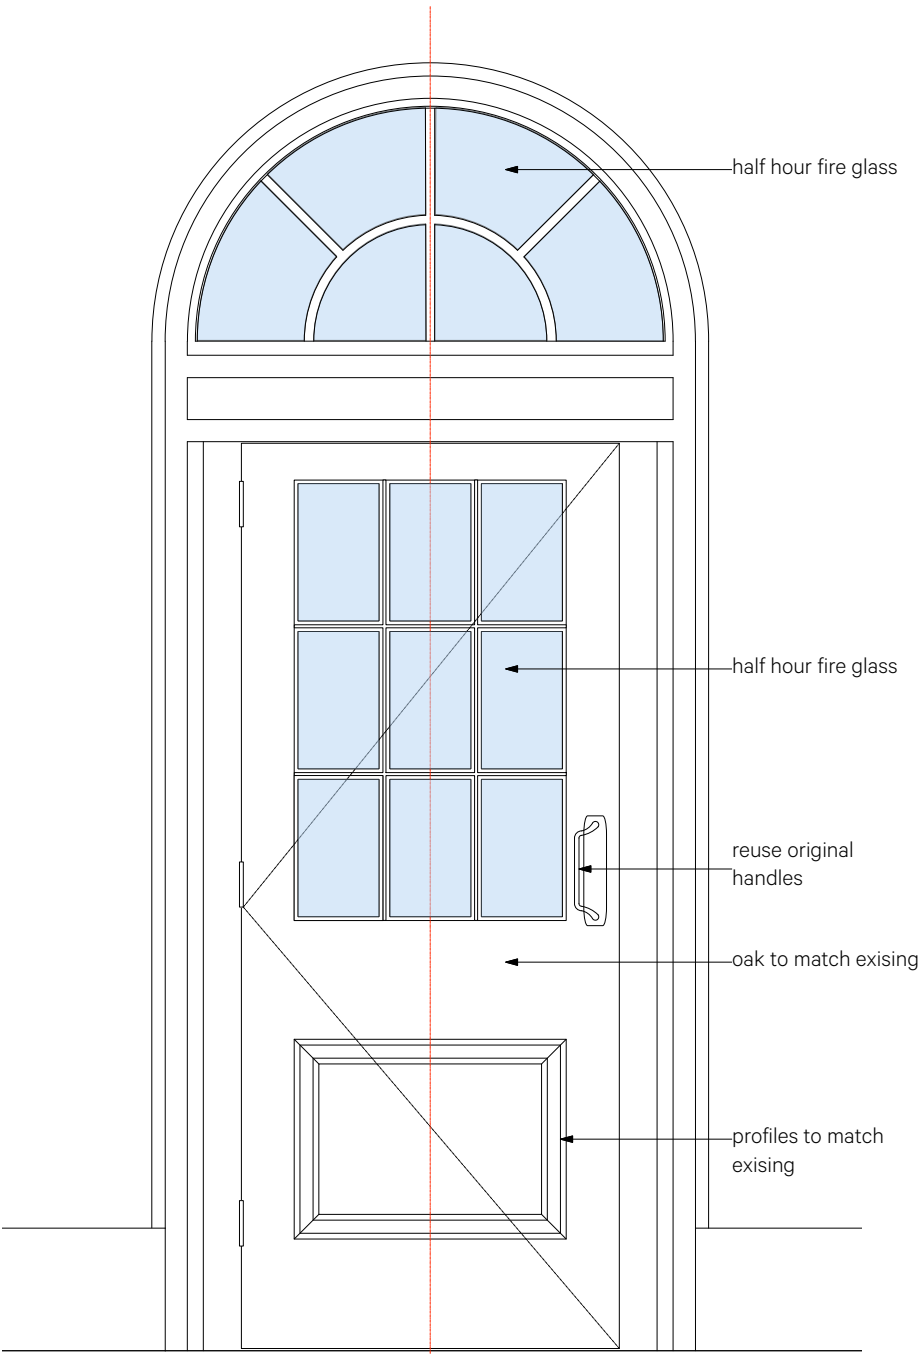 half hour fire glass
half hour fire glass
reuse original
handles
oak to match exising
profiles to match
exising